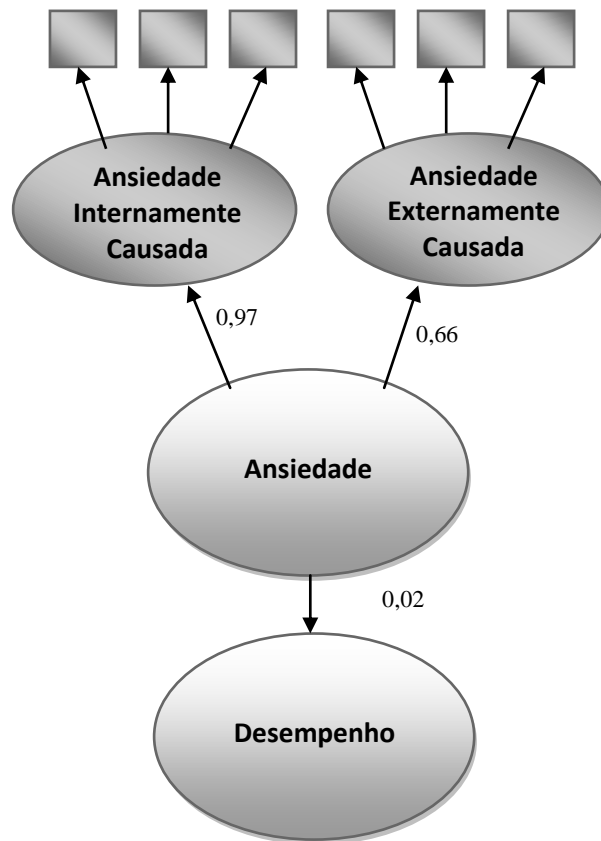 Ansiedade
Internamente
Causada
Ansiedade
Externamente
Causada
0,97
0,66
Ansiedade
0,02
Desempenho